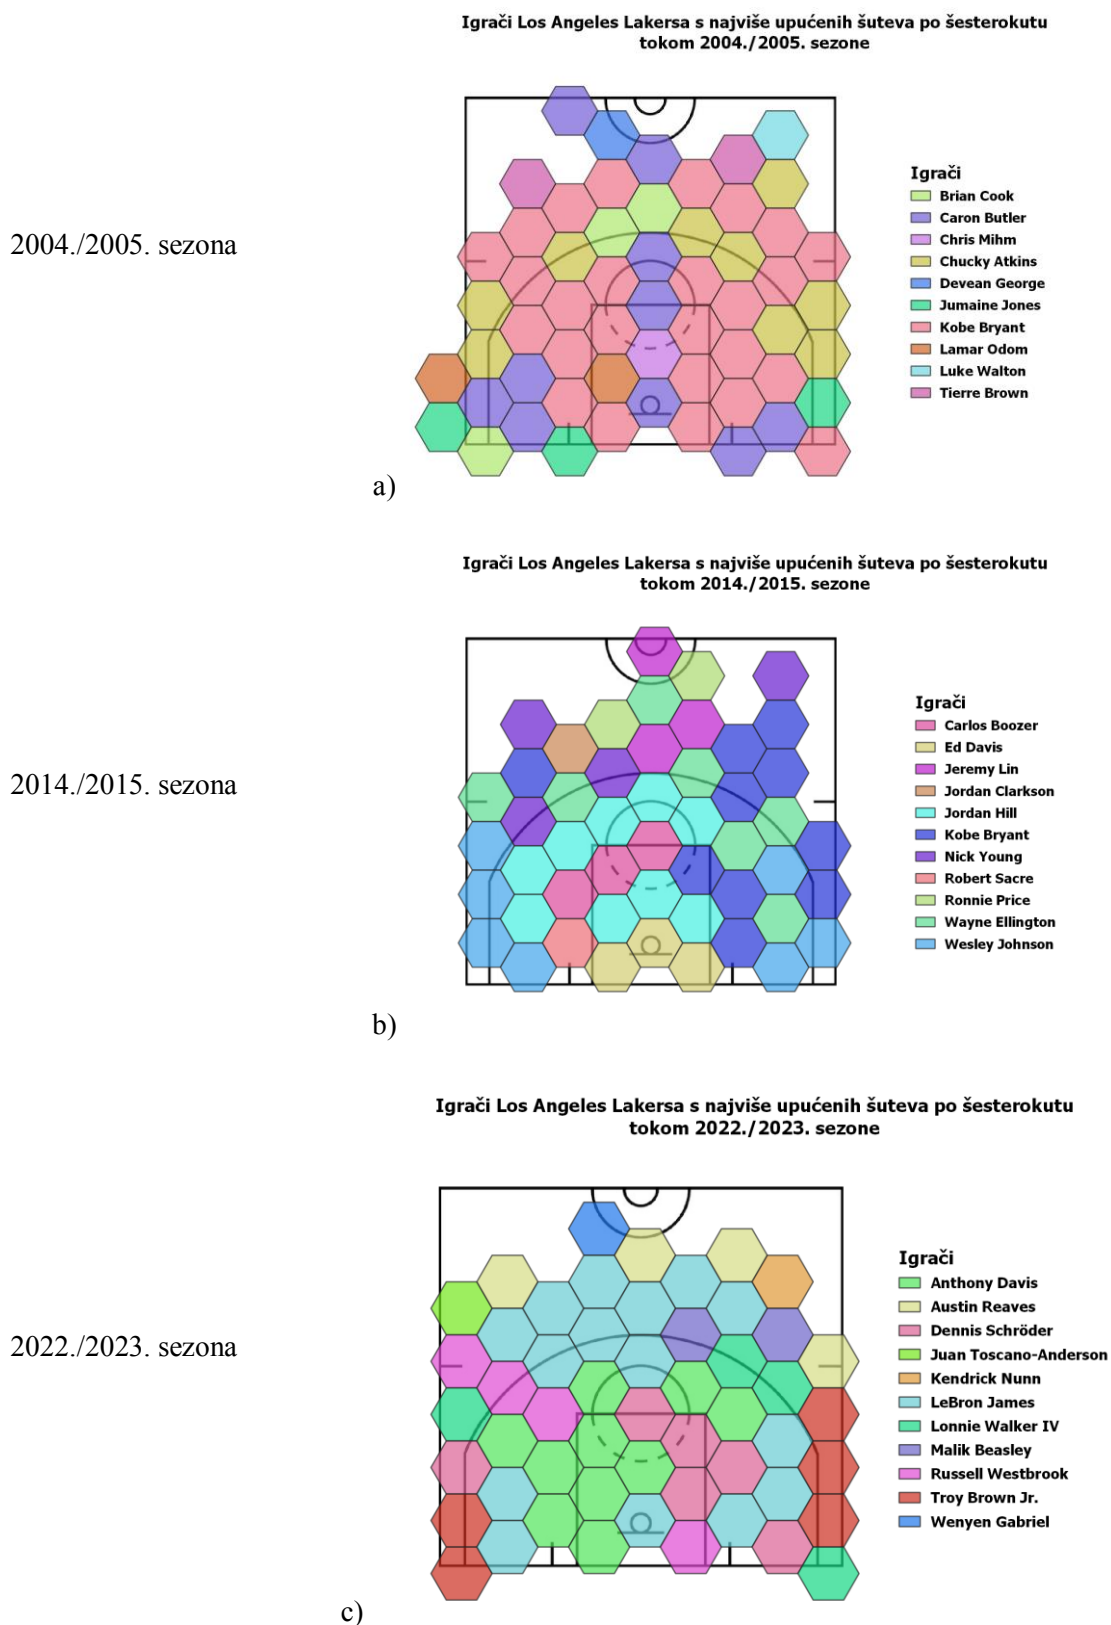 Igrači Los Angeles Lakersa s najviše upućenih šuteva po šesterokutu
tokom 2004./2005. sezone
2004./2005. sezona
Igrači
Brian Cook
Caron Butler
Chris Mihm
Chucky Atkins
Devean George
Jumaine Jones
Kobe Bryant
Lamar Odom
Luke Walton
Tierre Brown
a)
Igrači Los Angeles Lakersa s najviše upućenih šuteva po šesterokutu
tokom 2014./2015. sezone
2014./2015. sezona
Igrači
Carlos Boozer
Ed Davis
Jeremy Lin
Jordan Clarkson
Jordan Hill
Kobe Bryant
Nick Young
Robert Sacre
Ronnie Price
Wayne Ellington
Wesley Johnson
b)
Igrači Los Angeles Lakersa s najviše upućenih šuteva po šesterokutu
tokom 2022./2023. sezone
2022./2023. sezona
Igrači
Anthony Davis
Austin Reaves
Dennis Schröder
Juan Toscano-Anderson
Kendrick Nunn
LeBron James
Lonnie Walker IV
Malik Beasley
Russell Westbrook
Troy Brown Jr.
Wenyen Gabriel
c)